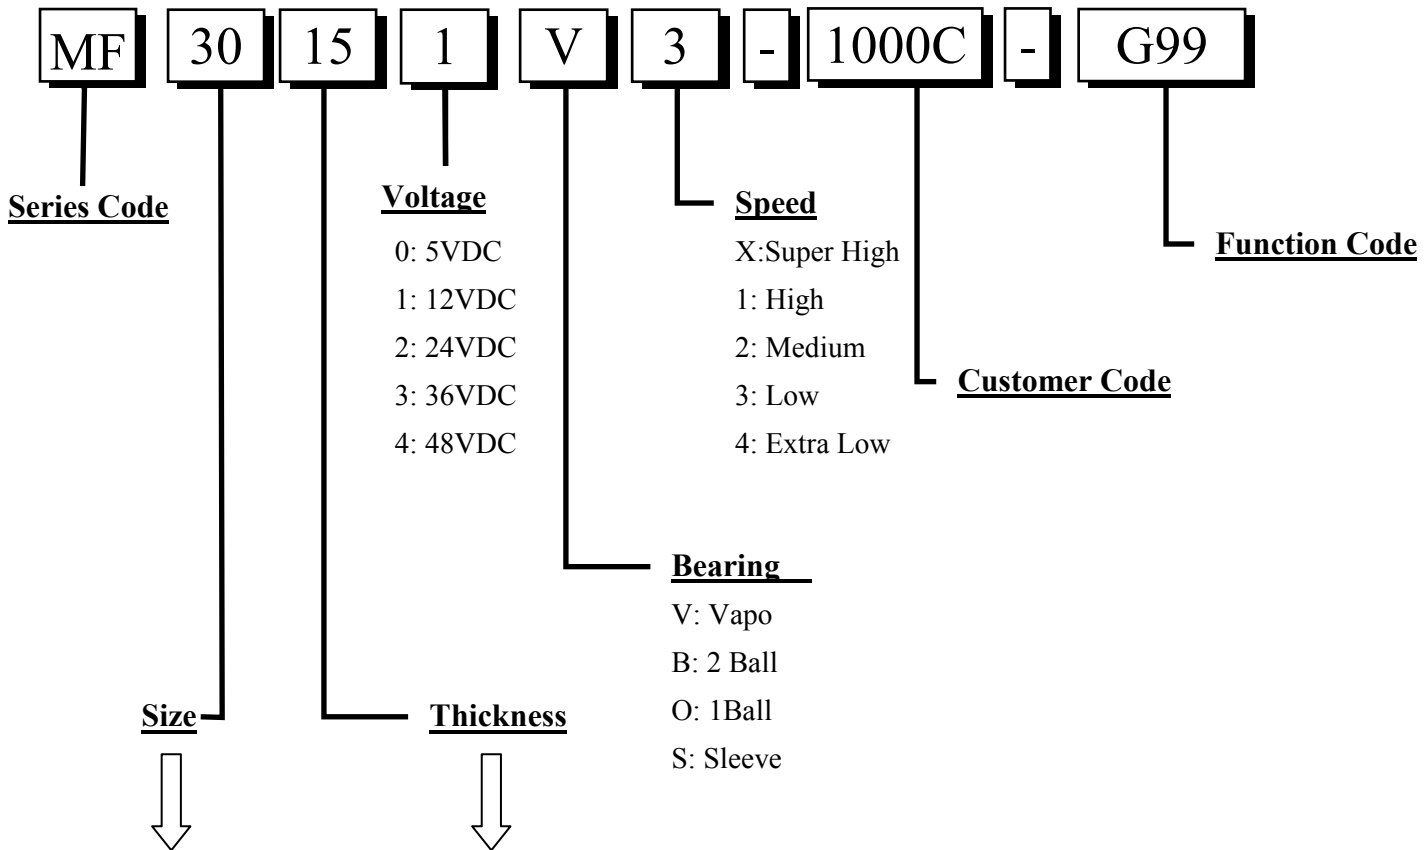 MF 30 15 1 V 3 - 1000C - G99
Series Code
Voltage
0: 5VDC
1: 12VDC
2: 24VDC
3: 36VDC
4: 48VDC
Speed
X:Super High
1: High
2: Medium
3: Low
4: Extra Low
Function Code
Customer Code
Bearing
V: Vapo
B: 2 Ball
O: 1Ball
S: Sleeve
Size
Thickness